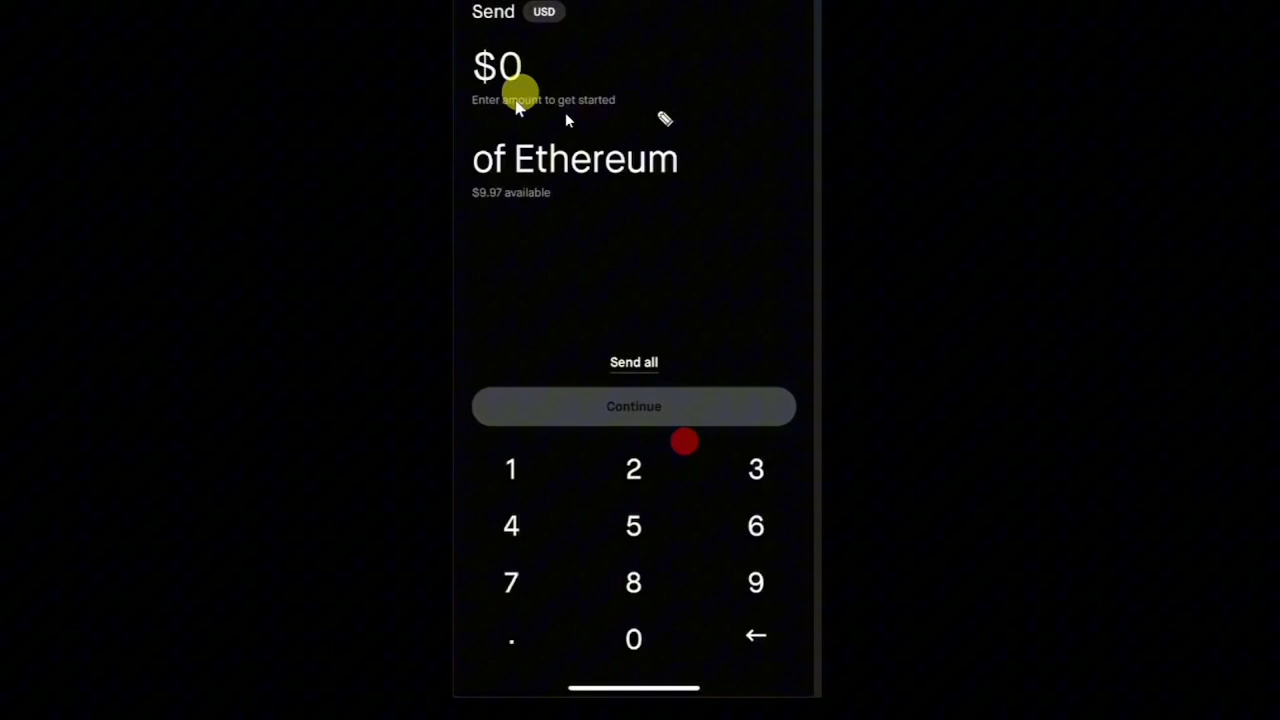 Send USD
$0
Enter amount to get started
of Ethereum
$9.97 available
Send all
Continue
1 2 3
4 5 6
7 8 9
. 0 ←